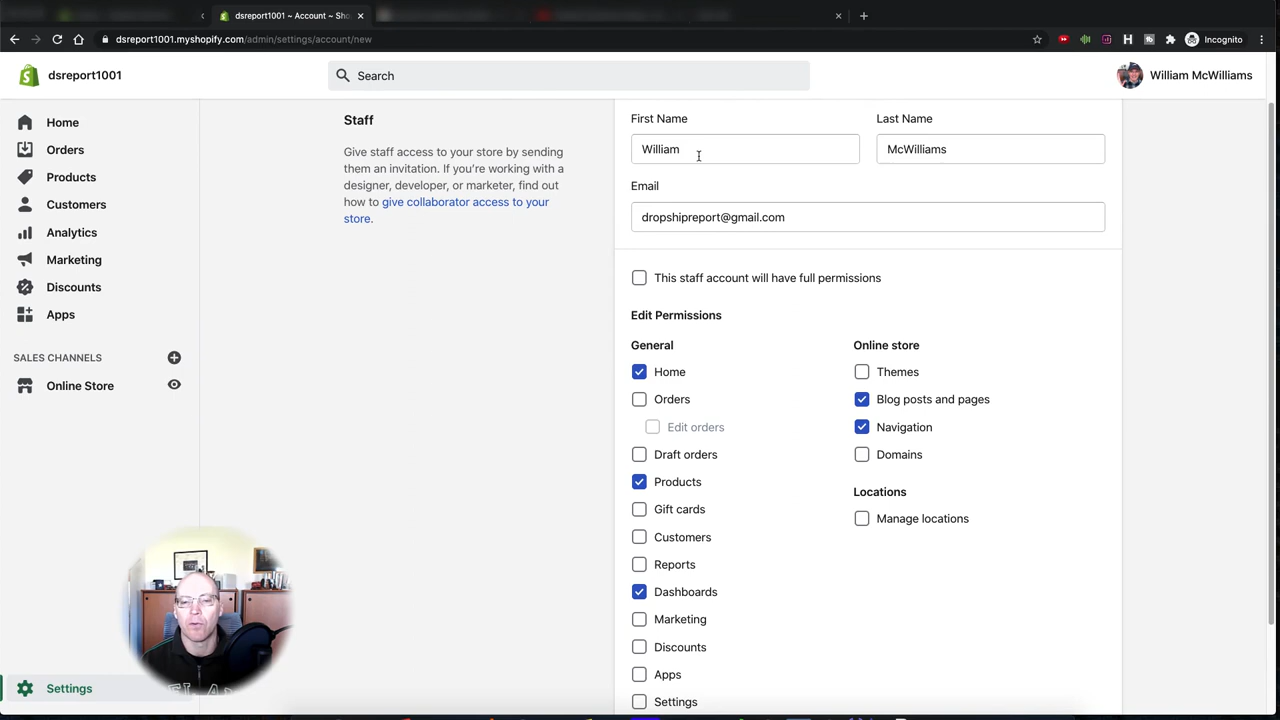 dsreport1001 ~ Account ~ Sho
dsreport1001.myshopify.com/admin/settings/account/new
Incognito
dsreport1001
Search
William McWilliams
Home
Orders
Products
Customers
Analytics
Marketing
Discounts
Apps
SALES CHANNELS
Online Store
Settings
Staff
Give staff access to your store by sending
them an invitation. If you’re working with a
designer, developer, or marketer, find out
how to give collaborator access to your
store.
First Name
Last Name
William
McWilliams
Email
dropshipreport@gmail.com
This staff account will have full permissions
Edit Permissions
General
Home
Orders
Edit orders
Draft orders
Products
Gift cards
Customers
Reports
Dashboards
Marketing
Discounts
Apps
Settings
Online store
Themes
Blog posts and pages
Navigation
Domains
Locations
Manage locations